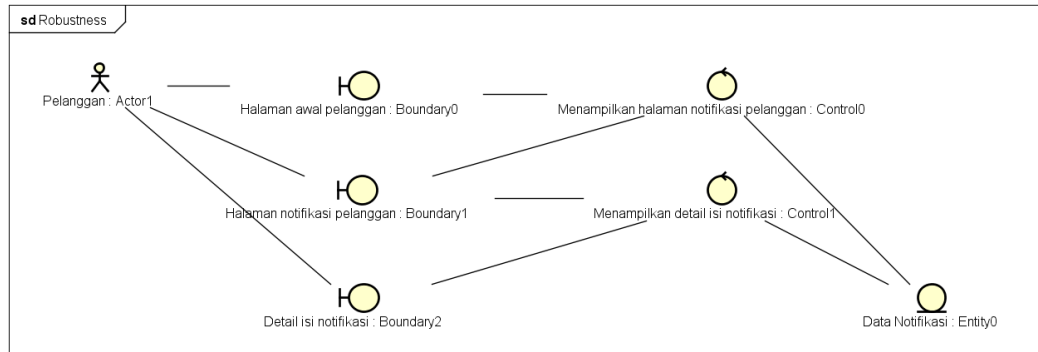 sd Robustness
Pelanggan : Actor1
Halaman awal pelanggan : Boundary0
Menampilkan halaman notifikasi pelanggan : Control0
Halaman notifikasi pelanggan : Boundary1
Menampilkan detail isi notifikasi : Control1
Detail isi notifikasi : Boundary2
Data Notifikasi : Entity0